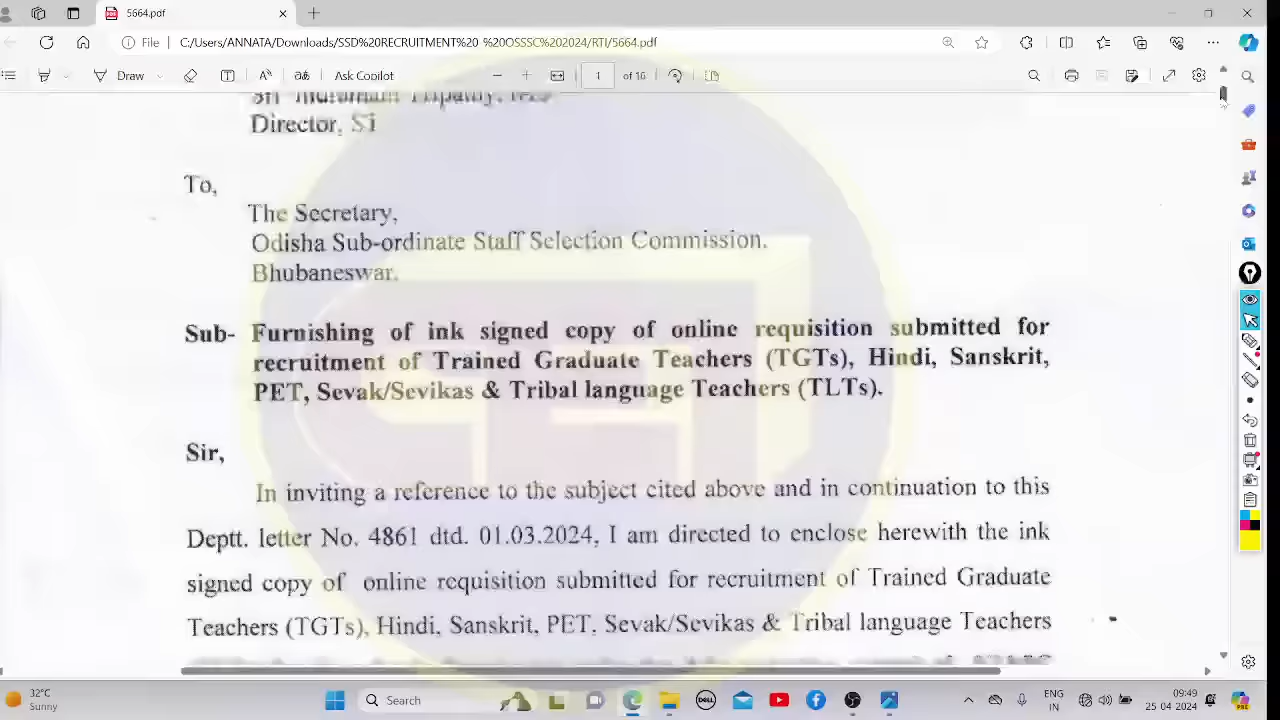 5664.pdf
File
C:/Users/ANNATA/Downloads/SSD%20RECRUITMENT%20 %20OSSSC%202024/RTI/5664.pdf
Draw
Ask Copilot
1 of 16
Director,
To,
The Secretary,
Odisha Sub-ordinate Staff Selection Commission.
Bhubaneswar.
Sub- Furnishing of ink signed copy of online requisition submitted for
recruitment of Trained Graduate Teachers (TGTs), Hindi, Sanskrit,
PET, Sevak/Sevikas & Tribal language Teachers (TLTs).
Sir,
In inviting a reference to the subject cited above and in continuation to this
Deptt. letter No. 4861 dtd. 01.03.2024, I am directed to enclose herewith the ink
signed copy of online requisition submitted for recruitment of Trained Graduate
Teachers (TGTs), Hindi, Sanskrit, PET, Sevak/Sevikas & Tribal language Teachers
32°C
Sunny
Search
DELL
ENG
IN
09:49
25-04-2024